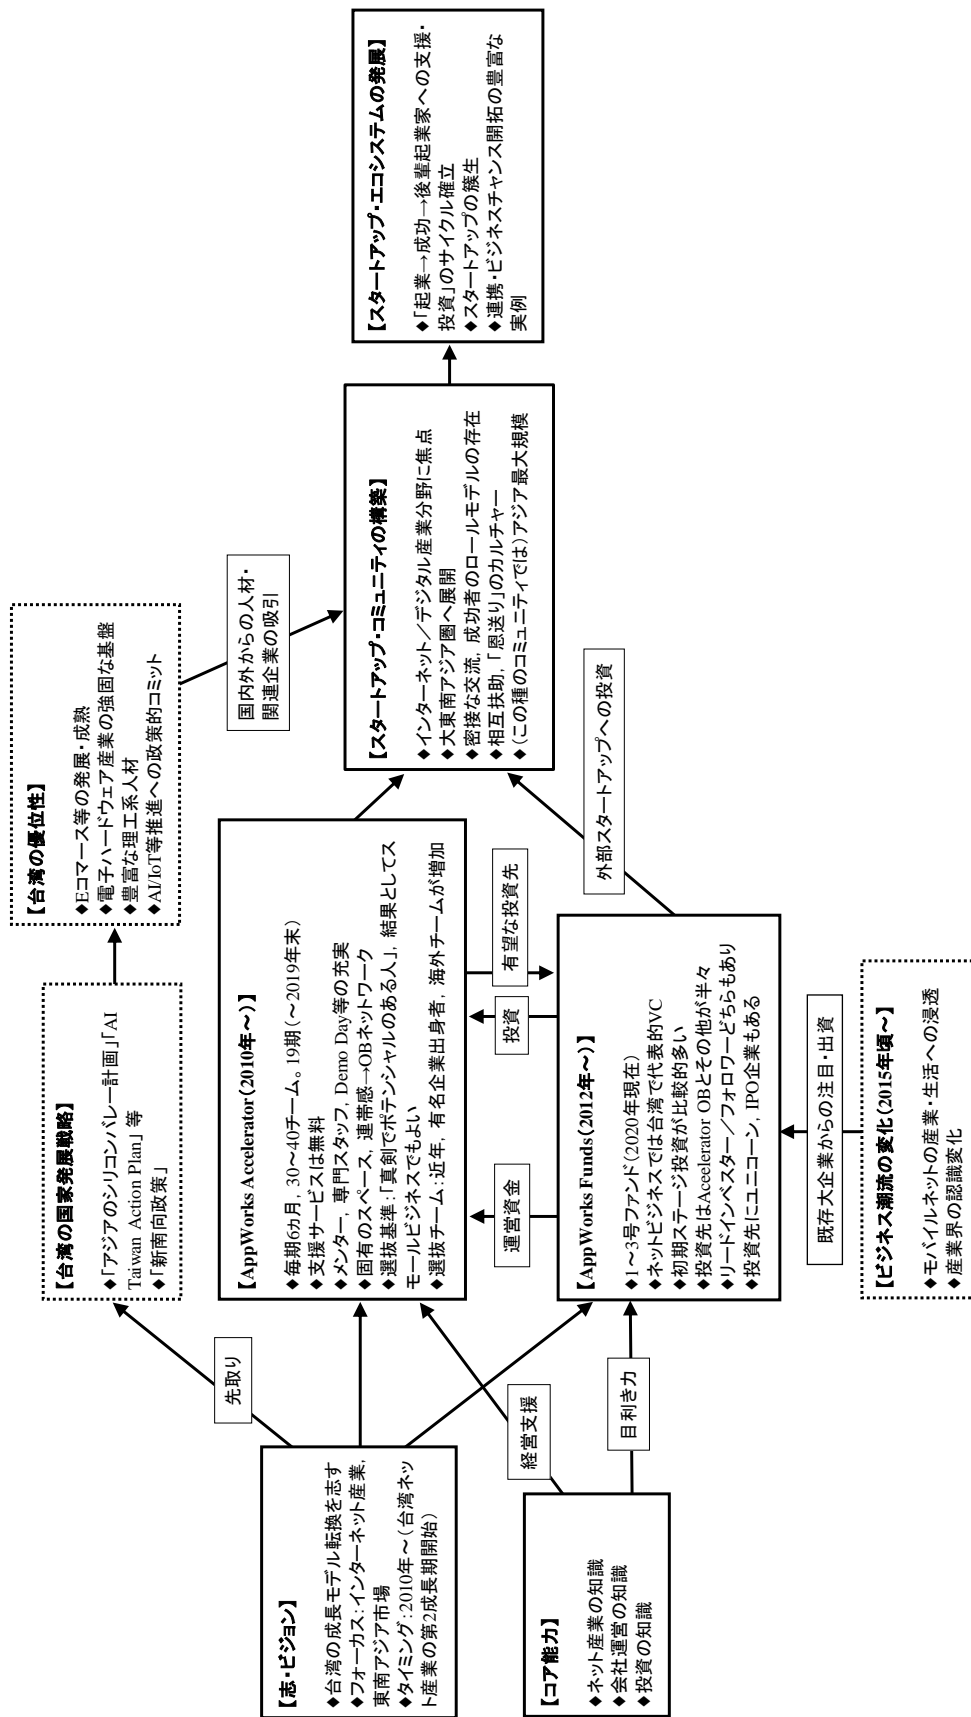 【志・ビジョン】
◆台湾の成長モデル転換を志す
◆フォーカス：インターネット産業，
東南アジア市場
◆タイミング：2010年～（台湾ネッ
ト産業の第2成長期開始）
【コア能力】
◆ネット産業の知識
◆会社運営の知識
◆投資の知識
先取り
経営支援
目利き力
【台湾の国家発展戦略】
◆「アジアのシリコンバレー計画」「AI
Taiwan Action Plan」等
◆「新南向政策」
【AppWorks Accelerator（2010年～）】
◆毎期6カ月，30～40チーム。19期（～2019年末）
◆支援サービスは無料
◆メンター，専門スタッフ，Demo Day等の充実
◆固有のスペース，連帯感→OBネットワーク
◆選抜基準：「真剣でポテンシャルのある人」，結果としてス
モールビジネスでもよい
◆選抜チーム：近年，有名企業出身者，海外チームが増加
運営資金
投資
有望な投資先
【AppWorks Funds（2012年～）】
◆1～3号ファンド（2020年現在）
◆ネットビジネスでは台湾で代表的VC
◆初期ステージ投資が比較的多い
◆投資先はAccelerator OBとその他が半々
◆リードインベスター／フォロワーどちらもあり
◆投資先にユニコーン，IPO企業もある
既存大企業からの注目・出資
【ビジネス潮流の変化（2015年頃～）】
◆モバイルネットの産業・生活への浸透
◆産業界の認識変化
【台湾の優位性】
◆Eコマース等の発展・成熟
◆電子ハードウェア産業の強固な基盤
◆豊富な理工系人材
◆AI/IoT等推進への政策的コミット
国内外からの人材・
関連企業の吸引
外部スタートアップへの投資
【スタートアップ・コミュニティの構築】
◆インターネット／デジタル産業分野に焦点
◆大東南アジア圏へ展開
◆密接な交流，成功者のロールモデルの存在
◆相互扶助，「恩送り」のカルチャー
◆（この種のコミュニティでは）アジア最大規模
【スタートアップ・エコシステムの発展】
◆「起業→成功→後輩起業家への支援・
投資」のサイクル確立
◆スタートアップの簇生
◆連携・ビジネスチャンス開拓の豊富な
実例